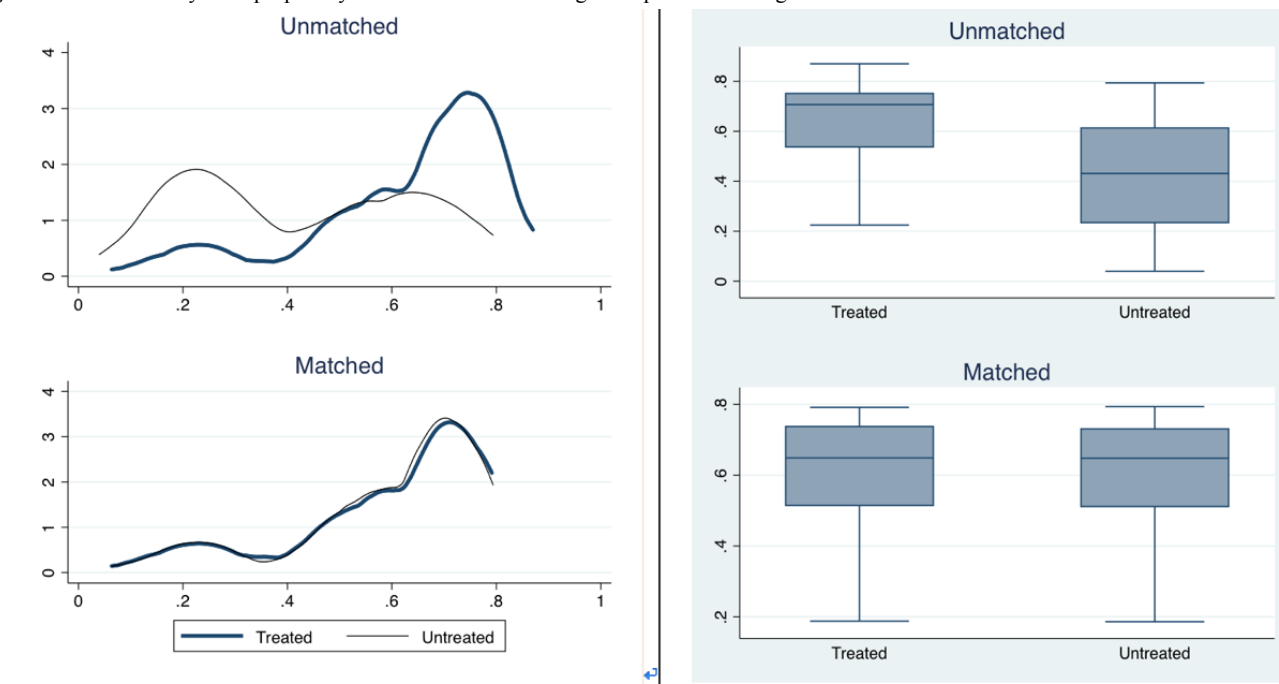 Unmatched
4
3
2
1
0
0 .2 .4 .6 .8 1
Matched
4
3
2
1
0
0 .2 .4 .6 .8 1
Treated Untreated
Unmatched
.8
.6
.4
.2
0
Treated Untreated
Matched
.8
.6
.4
.2
Treated Untreated